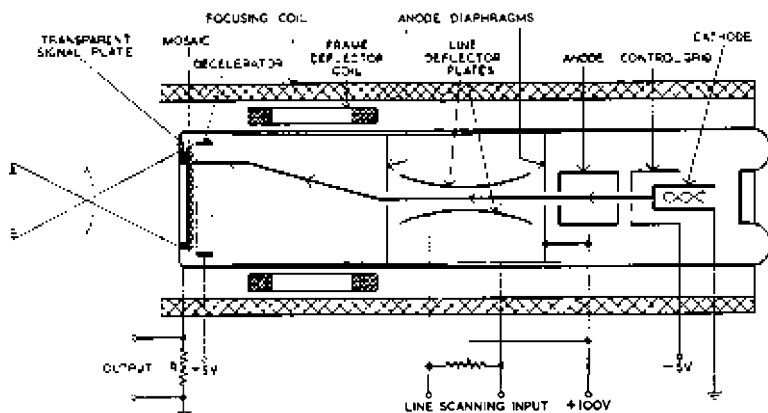 FOCUSING COIL
ANODE DIAPHRAGMS
CATHODE
TRANSPARENT
SIGNAL PLATE
MOSAIC
DECELERATOR
FRAME
DEFLECTOR
COIL
LINE
DEFLECTOR
PLATES
ANODE
CONTROL GRID
OUTPUT
R
-5V
LINE SCANNING INPUT
+100V